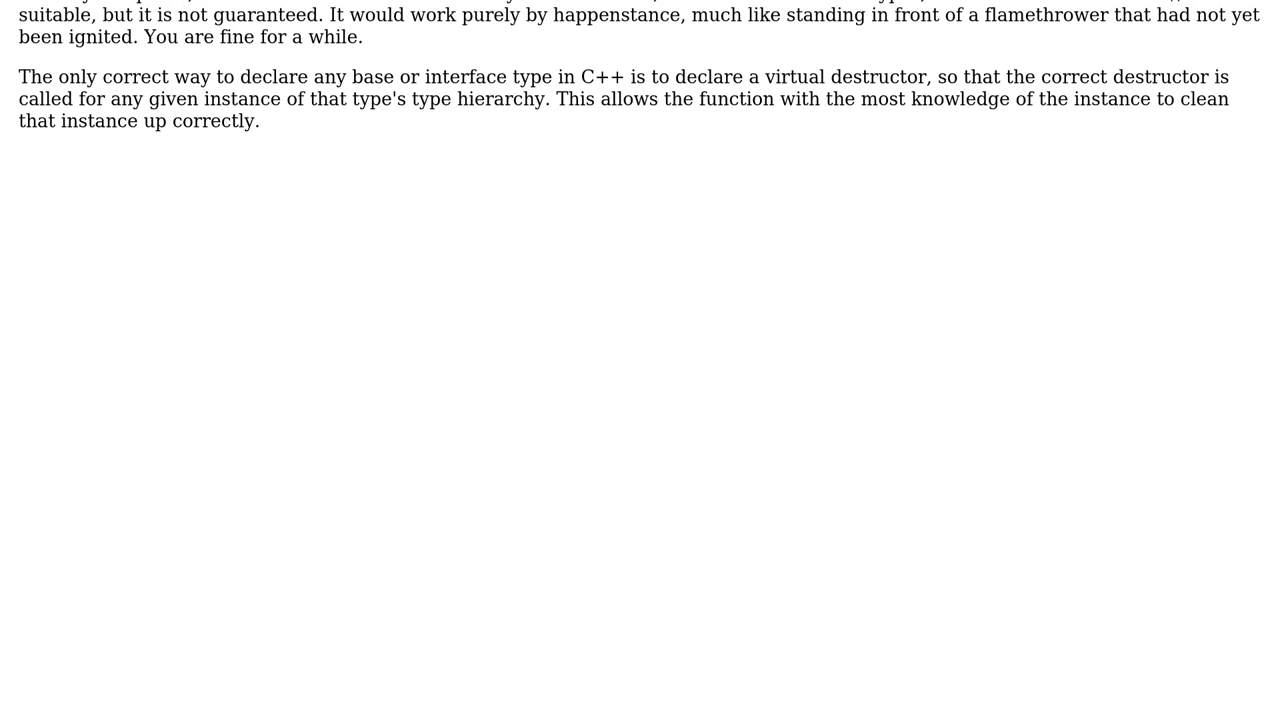 suitable, but it is not guaranteed. It would work purely by happenstance, much like standing in front of a flamethrower that had not yet
been ignited. You are fine for a while.
The only correct way to declare any base or interface type in C++ is to declare a virtual destructor, so that the correct destructor is
called for any given instance of that type's type hierarchy. This allows the function with the most knowledge of the instance to clean
that instance up correctly.